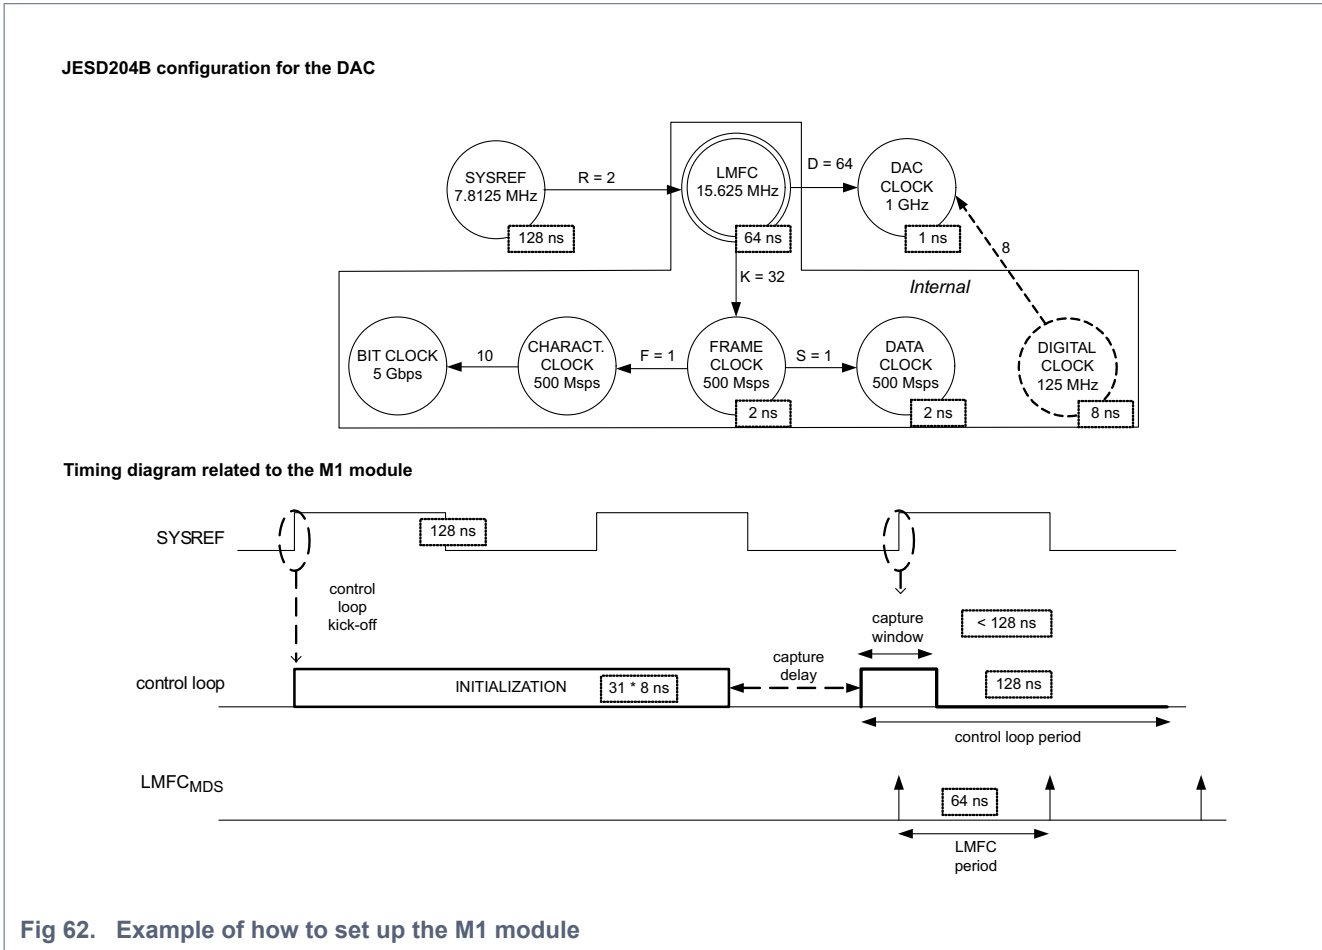 JESD204B configuration for the DAC
SYSREF
7.8125 MHz
128 ns
R = 2
LMFC
15.625 MHz
64 ns
D = 64
DAC
CLOCK
1 GHz
1 ns
8
K = 32
Internal
BIT CLOCK
5 Gbps
10
CHARACT.
CLOCK
500 Msps
F = 1
FRAME
CLOCK
500 Msps
2 ns
S = 1
DATA
CLOCK
500 Msps
2 ns
DIGITAL
CLOCK
125 MHz
8 ns
Timing diagram related to the M1 module
SYSREF
128 ns
control
loop
kick-off
capture
window
< 128 ns
capture
delay
control loop
INITIALIZATION
31 * 8 ns
128 ns
control loop period
LMFCMDS
64 ns
LMFC
period
Fig 62. Example of how to set up the M1 module